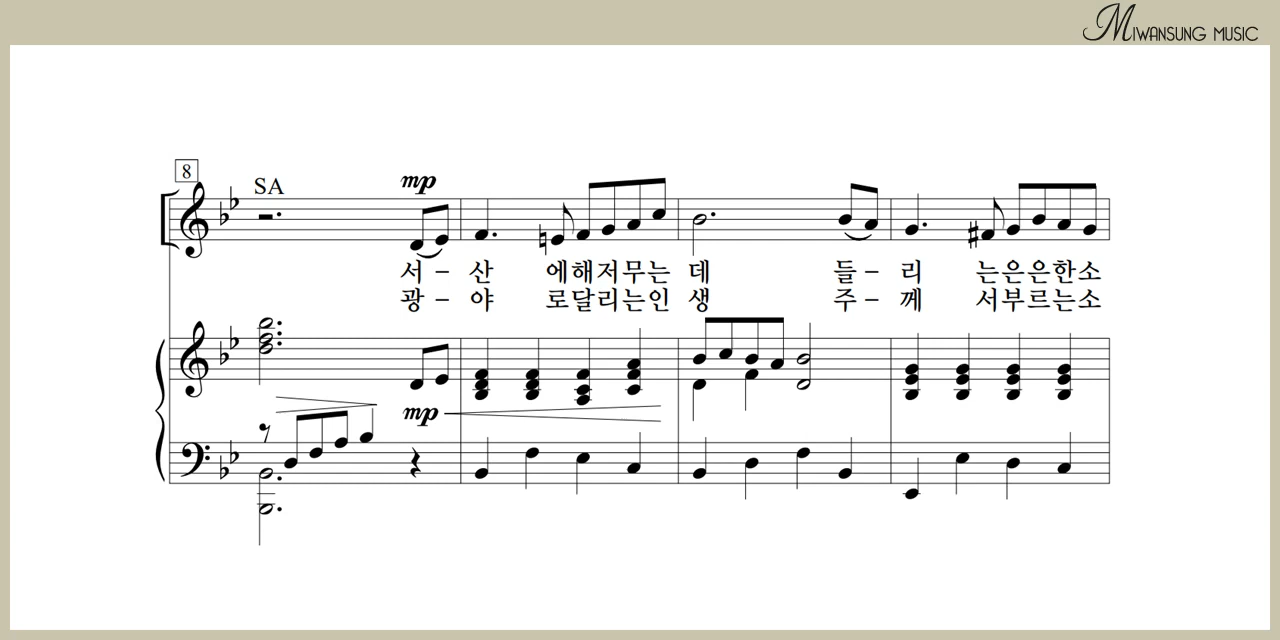 MIWANSUNG MUSIC
8
SA
mp
서 – 산 에해저무는 데 들 – 리 는은은한소
광 – 야 로달리는인 생 주 – 께 서부르는소
mp